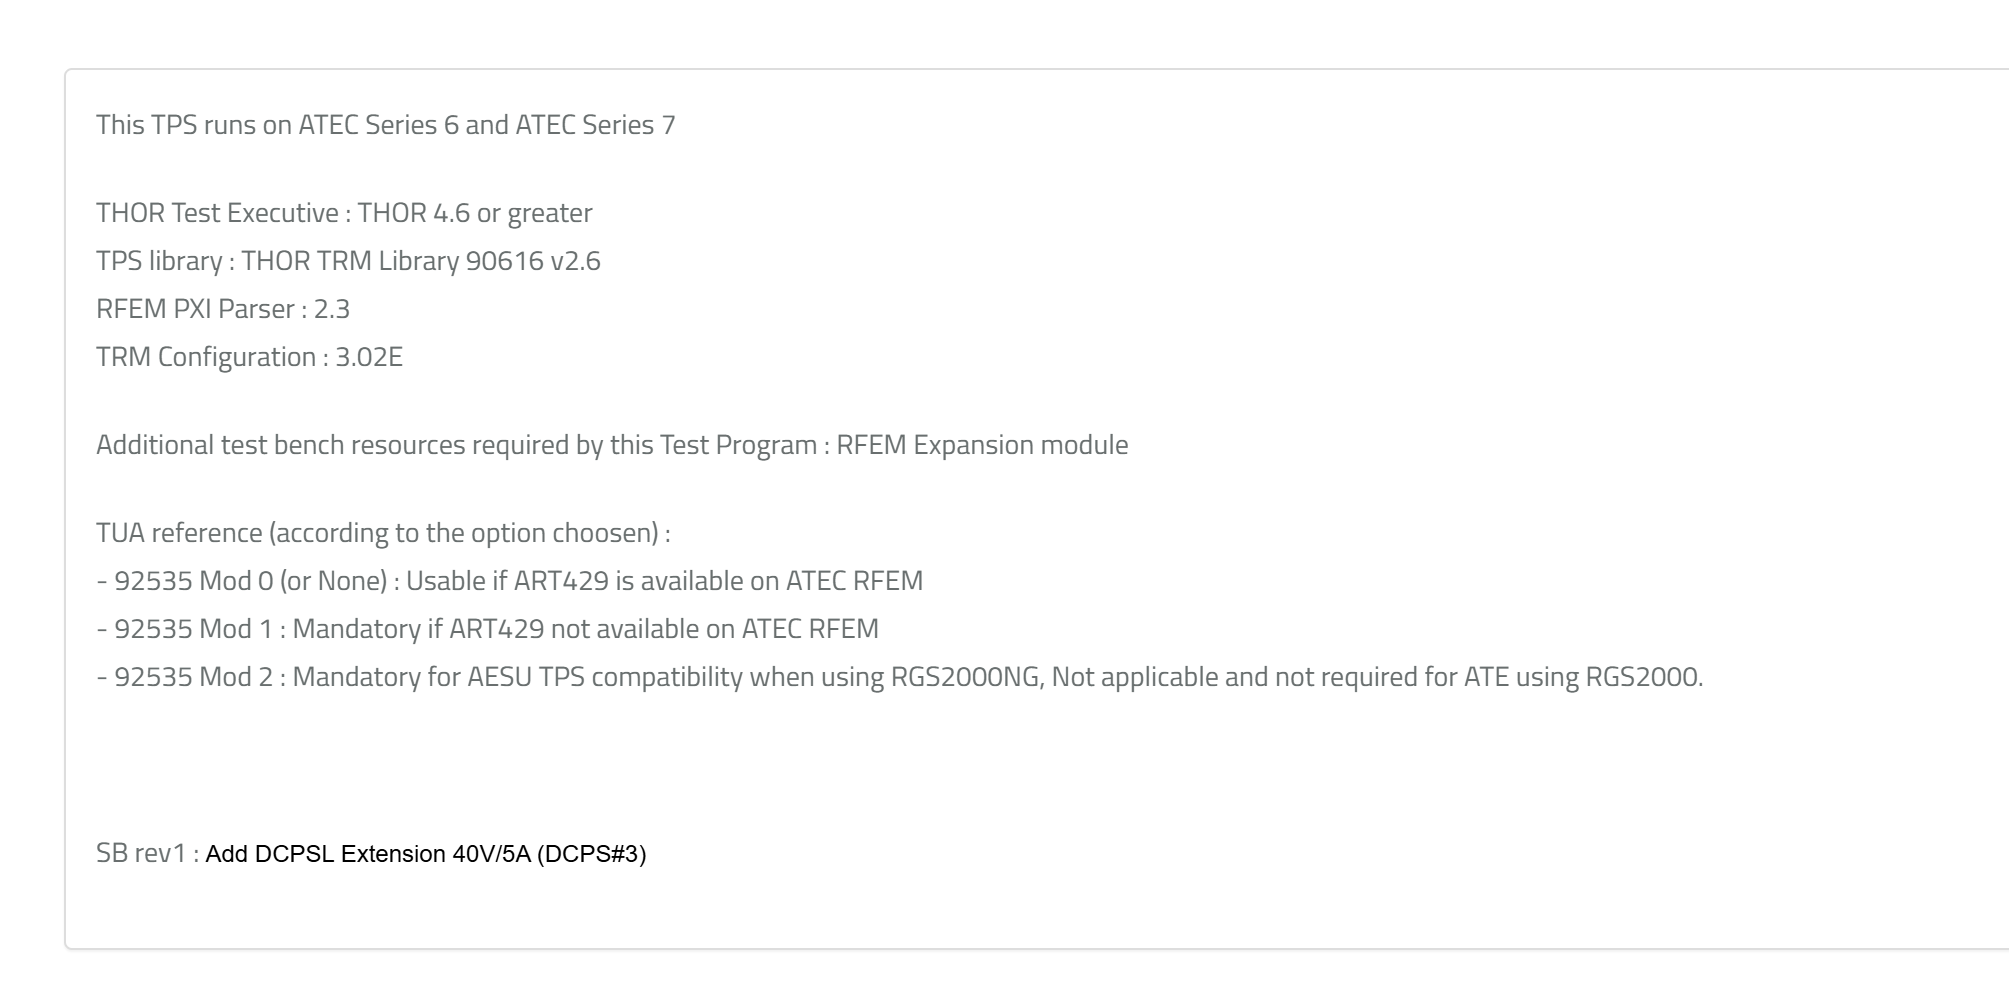 This TPS runs on ATEC Series 6 and ATEC Series 7
THOR Test Executive : THOR 4.6 or greater
TPS library : THOR TRM Library 90616 v2.6
RFEM PXI Parser : 2.3
TRM Configuration : 3.02E
Additional test bench resources required by this Test Program : RFEM Expansion module
TUA reference (according to the option choosen) :
- 92535 Mod 0 (or None) : Usable if ART429 is available on ATEC RFEM
- 92535 Mod 1 : Mandatory if ART429 not available on ATEC RFEM
- 92535 Mod 2 : Mandatory for AESU TPS compatibility when using RGS2000NG, Not applicable and not required for ATE using RGS2000.
SB rev1 : Add DCPSL Extension 40V/5A (DCPS#3)